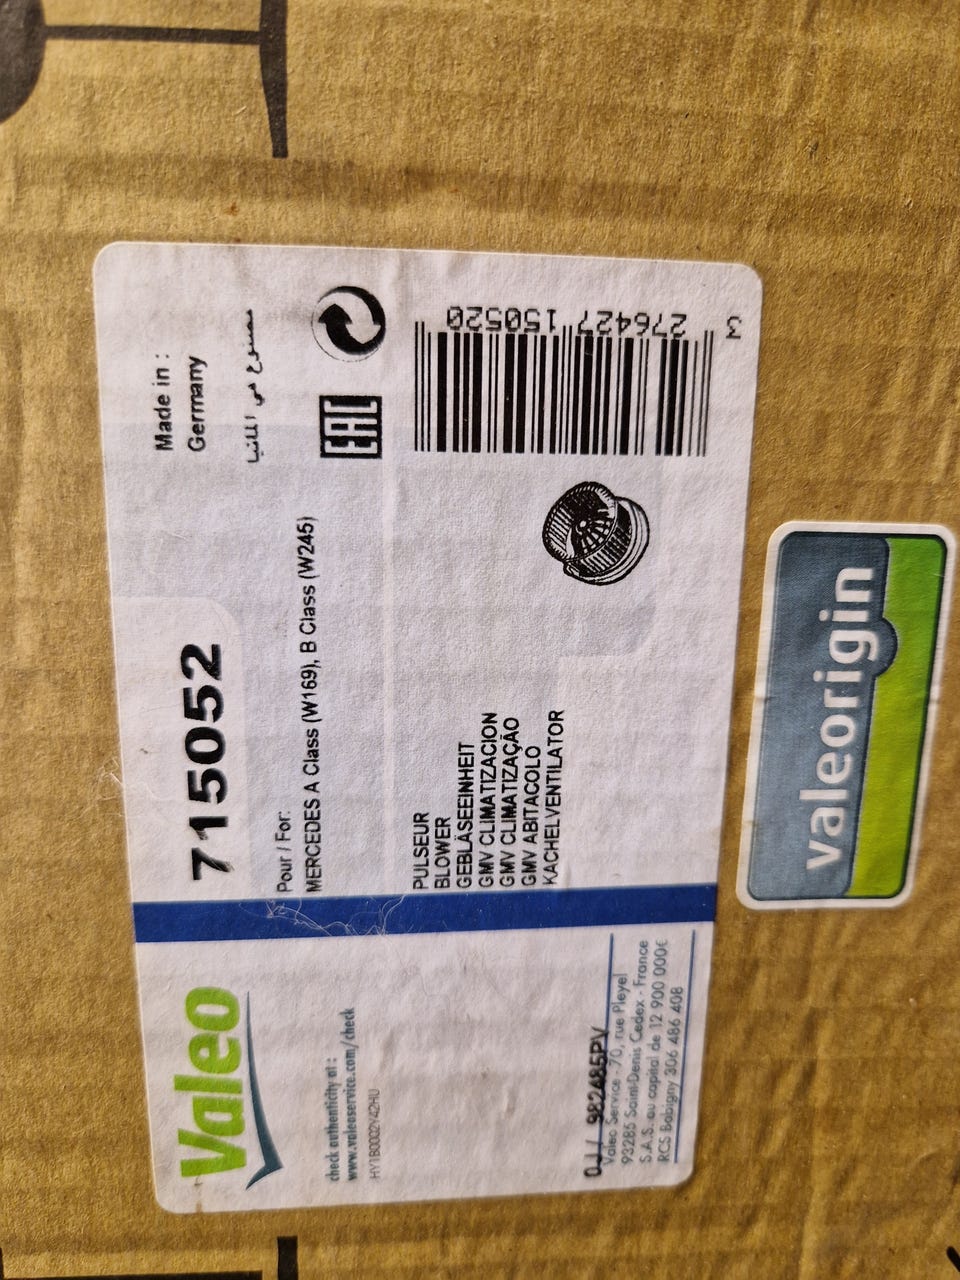 Valeo
check authenticity at :
www.valeoservice.com/check
HY1B0002Y42HU
0J / 982485PV
Valeo Service - 70, rue Pleyel
93285 Saint-Denis Cedex - France
S.A.S. au capital de 12 900 000€
RCS Bobigny 306 486 408
715052
Pour / For:
MERCEDES A Class (W169), B Class (W245)
PULSEUR
BLOWER
GEBLÄSEEINHEIT
GMV CLIMATIZACION
GMV CLIMATIZAÇÃO
GMV ABITACOLO
KACHELVENTILATOR
Made in :
Germany
مصنوع في المانيا
EAC
3 276427 150520
valeorigin